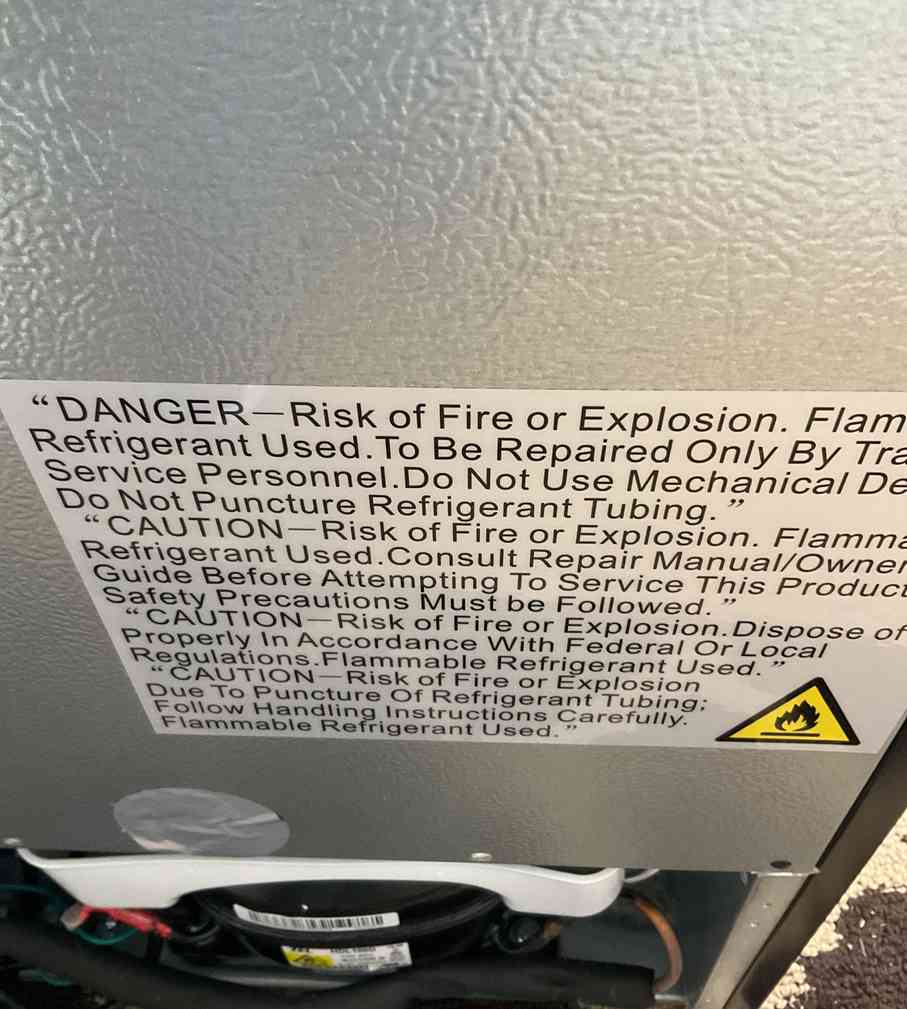 “DANGER—Risk of Fire or Explosion. Flam
Refrigerant Used.To Be Repaired Only By Tra
Service Personnel.Do Not Use Mechanical De
Do Not Puncture Refrigerant Tubing.”
“CAUTION—Risk of Fire or Explosion. Flamma
Refrigerant Used.Consult Repair Manual/Owner
Guide Before Attempting To Service This Product
Safety Precautions Must be Followed.”
“CAUTION—Risk of Fire or Explosion.Dispose of
Properly In Accordance With Federal Or Local
Regulations.Flammable Refrigerant Used.”
“CAUTION—Risk of Fire or Explosion
Due To Puncture Of Refrigerant Tubing;
Follow Handling Instructions Carefully.
Flammable Refrigerant Used.”